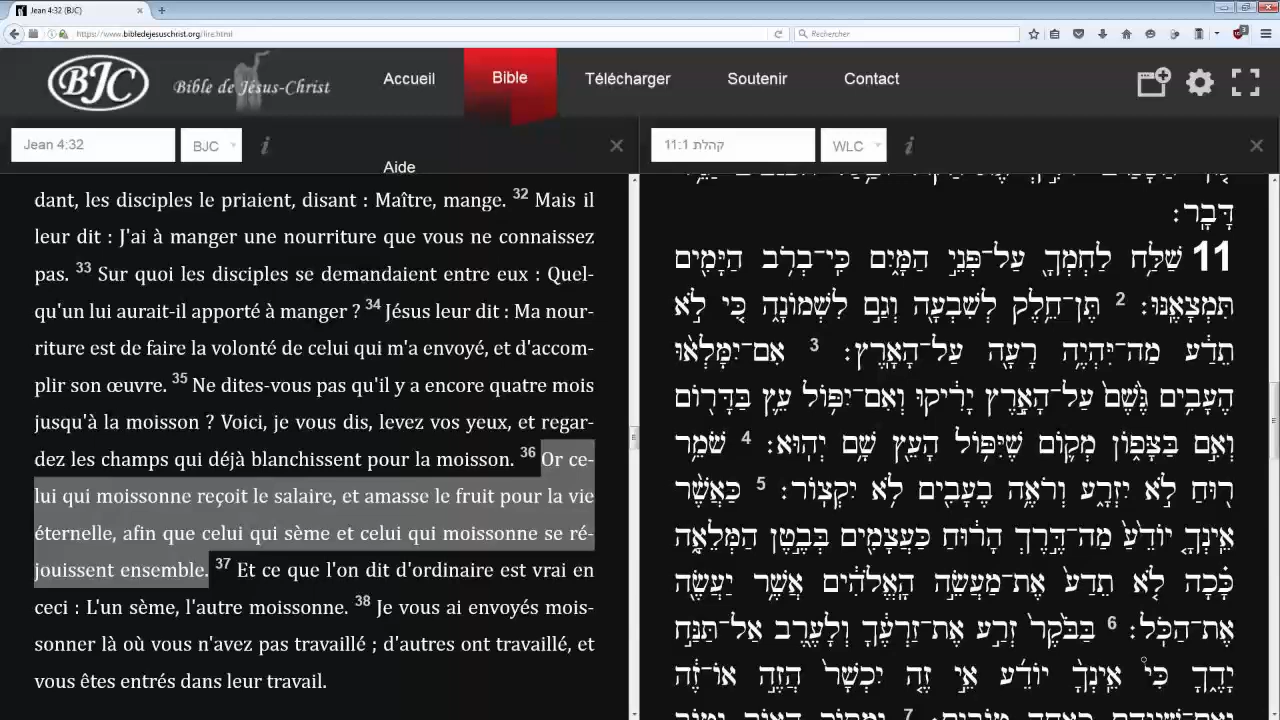 Jean 4:32 (BJC)
https://www.bibledejesuschrist.org/lire.html
Rechercher
BJC
Bible de Jésus-Christ
Accueil
Bible
Télécharger
Soutenir
Contact
Jean 4:32
BJC
i
Aide
קהלת 11:1
WLC
i
dant, les disciples le priaient, disant : Maître, mange. 32 Mais il
leur dit : J'ai à manger une nourriture que vous ne connaissez
pas. 33 Sur quoi les disciples se demandaient entre eux : Quel-
qu'un lui aurait-il apporté à manger ? 34 Jésus leur dit : Ma nour-
riture est de faire la volonté de celui qui m'a envoyé, et d'accom-
plir son œuvre. 35 Ne dites-vous pas qu'il y a encore quatre mois
jusqu'à la moisson ? Voici, je vous dis, levez vos yeux, et regar-
dez les champs qui déjà blanchissent pour la moisson. 36 Or ce-
lui qui moissonne reçoit le salaire, et amasse le fruit pour la vie
éternelle, afin que celui qui sème et celui qui moissonne se ré-
jouissent ensemble. 37 Et ce que l'on dit d'ordinaire est vrai en
ceci : L'un sème, l'autre moissonne. 38 Je vous ai envoyés mois-
sonner là où vous n'avez pas travaillé ; d'autres ont travaillé, et
vous êtes entrés dans leur travail.
דָּבָֽר׃
11 שַׁלַּ֥ח לַחְמְךָ֖ עַל־פְּנֵ֣י הַמָּ֑יִם כִּֽי־בְרֹ֥ב הַיָּמִ֖ים
תִּמְצָאֶֽנּוּ׃ 2 תֶּן־חֵ֥לֶק לְשִׁבְעָ֖ה וְגַ֣ם לִשְׁמוֹנָ֑ה כִּ֚י לֹ֣א
תֵדַ֔ע מַה־יִּהְיֶ֥ה רָעָ֖ה עַל־הָאָֽרֶץ׃ 3 אִם־יִמָּלְא֨וּ
הֶעָבִ֥ים גֶּ֙שֶׁם֙ עַל־הָאָ֣רֶץ יָרִ֔יקוּ וְאִם־יִפּ֥וֹל עֵ֛ץ בַּדָּר֖וֹם
וְאִ֣ם בַּצָּפ֑וֹן מְק֛וֹם שֶׁיִּפּ֥וֹל הָעֵ֖ץ שָׁ֥ם יְהֽוּא׃ 4 שֹׁמֵ֥ר
ר֖וּחַ לֹ֣א יִזְרָ֑ע וְרֹאֶ֥ה בֶעָבִ֖ים לֹ֥א יִקְצֽוֹר׃ 5 כַּאֲשֶׁ֨ר
אֵֽינְךָ֤ יוֹדֵ֙עַ֙ מַה־דֶּ֣רֶךְ הָר֔וּחַ כַּעֲצָמִ֖ים בְּבֶ֣טֶן הַמְּלֵאָ֑ה
כָּ֗כָה לֹ֤א תֵדַע֙ אֶת־מַעֲשֵׂ֣ה הָֽאֱלֹהִ֔ים אֲשֶׁ֥ר יַעֲשֶׂ֖ה
אֶת־הַכֹּֽל׃ 6 בַּבֹּ֙קֶר֙ זְרַ֣ע אֶת־זַרְעֶ֔ךָ וְלָעֶ֖רֶב אַל־תַּנַּ֣ח
יָדֶ֑ךָ כִּי֩ אֵֽינְךָ֨ יוֹדֵ֜ע אֵ֣י זֶ֤ה יִכְשָׁר֙ הֲזֶ֣ה אוֹ־זֶ֔ה
7